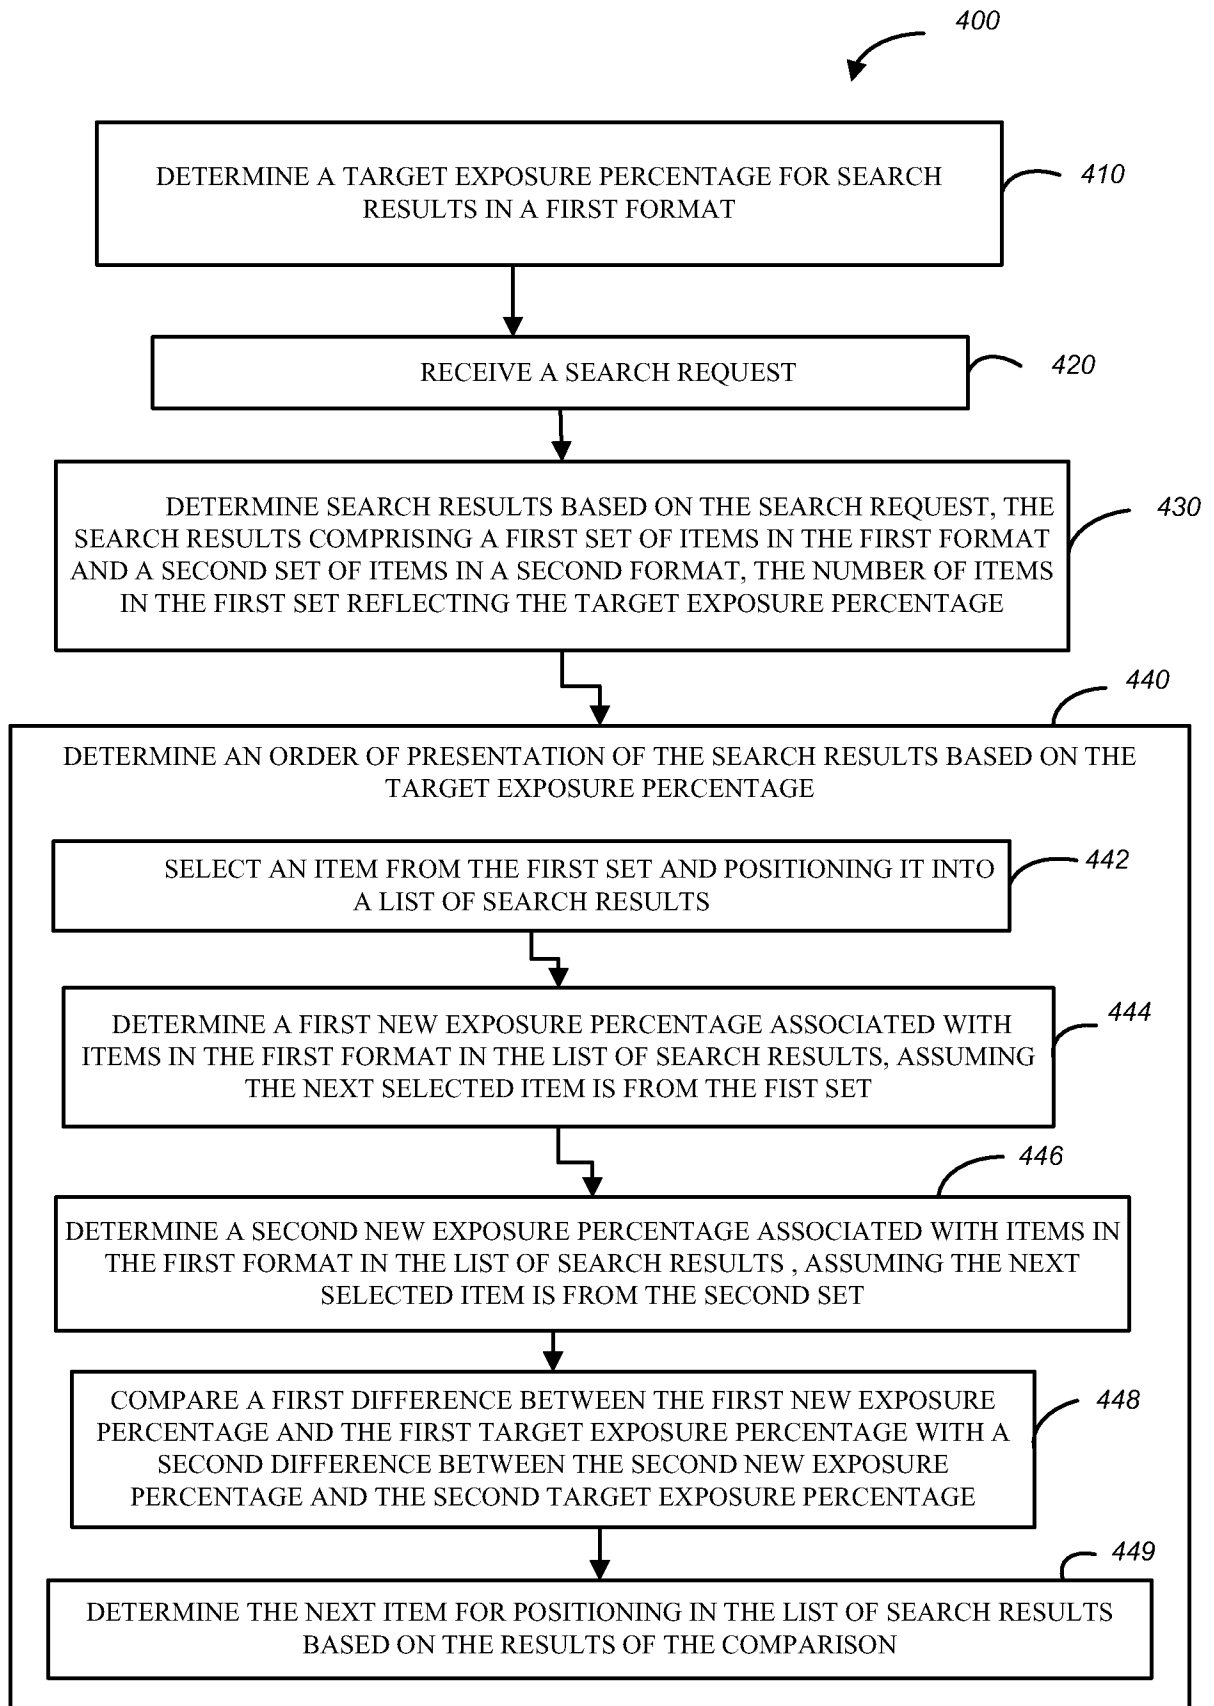 400
DETERMINE A TARGET EXPOSURE PERCENTAGE FOR SEARCH
RESULTS IN A FIRST FORMAT
410
RECEIVE A SEARCH REQUEST
420
DETERMINE SEARCH RESULTS BASED ON THE SEARCH REQUEST, THE
SEARCH RESULTS COMPRISING A FIRST SET OF ITEMS IN THE FIRST FORMAT
AND A SECOND SET OF ITEMS IN A SECOND FORMAT, THE NUMBER OF ITEMS
IN THE FIRST SET REFLECTING THE TARGET EXPOSURE PERCENTAGE
430
440
DETERMINE AN ORDER OF PRESENTATION OF THE SEARCH RESULTS BASED ON THE
TARGET EXPOSURE PERCENTAGE
SELECT AN ITEM FROM THE FIRST SET AND POSITIONING IT INTO
A LIST OF SEARCH RESULTS
442
DETERMINE A FIRST NEW EXPOSURE PERCENTAGE ASSOCIATED WITH
ITEMS IN THE FIRST FORMAT IN THE LIST OF SEARCH RESULTS, ASSUMING
THE NEXT SELECTED ITEM IS FROM THE FIST SET
444
446
DETERMINE A SECOND NEW EXPOSURE PERCENTAGE ASSOCIATED WITH ITEMS IN
THE FIRST FORMAT IN THE LIST OF SEARCH RESULTS , ASSUMING THE NEXT
SELECTED ITEM IS FROM THE SECOND SET
COMPARE A FIRST DIFFERENCE BETWEEN THE FIRST NEW EXPOSURE
PERCENTAGE AND THE FIRST TARGET EXPOSURE PERCENTAGE WITH A
SECOND DIFFERENCE BETWEEN THE SECOND NEW EXPOSURE
PERCENTAGE AND THE SECOND TARGET EXPOSURE PERCENTAGE
448
449
DETERMINE THE NEXT ITEM FOR POSITIONING IN THE LIST OF SEARCH RESULTS
BASED ON THE RESULTS OF THE COMPARISON